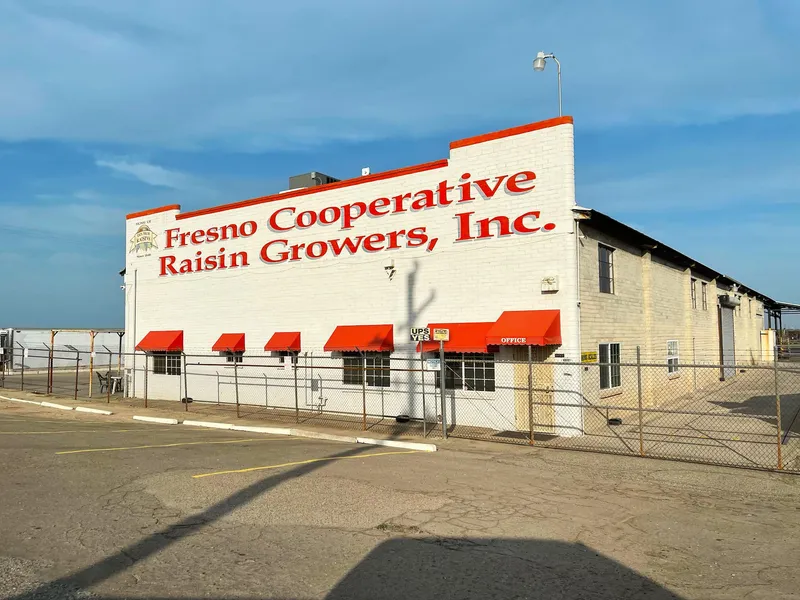 Fresno Cooperative
Raisin Growers, Inc.
UPS
YES
OFFICE